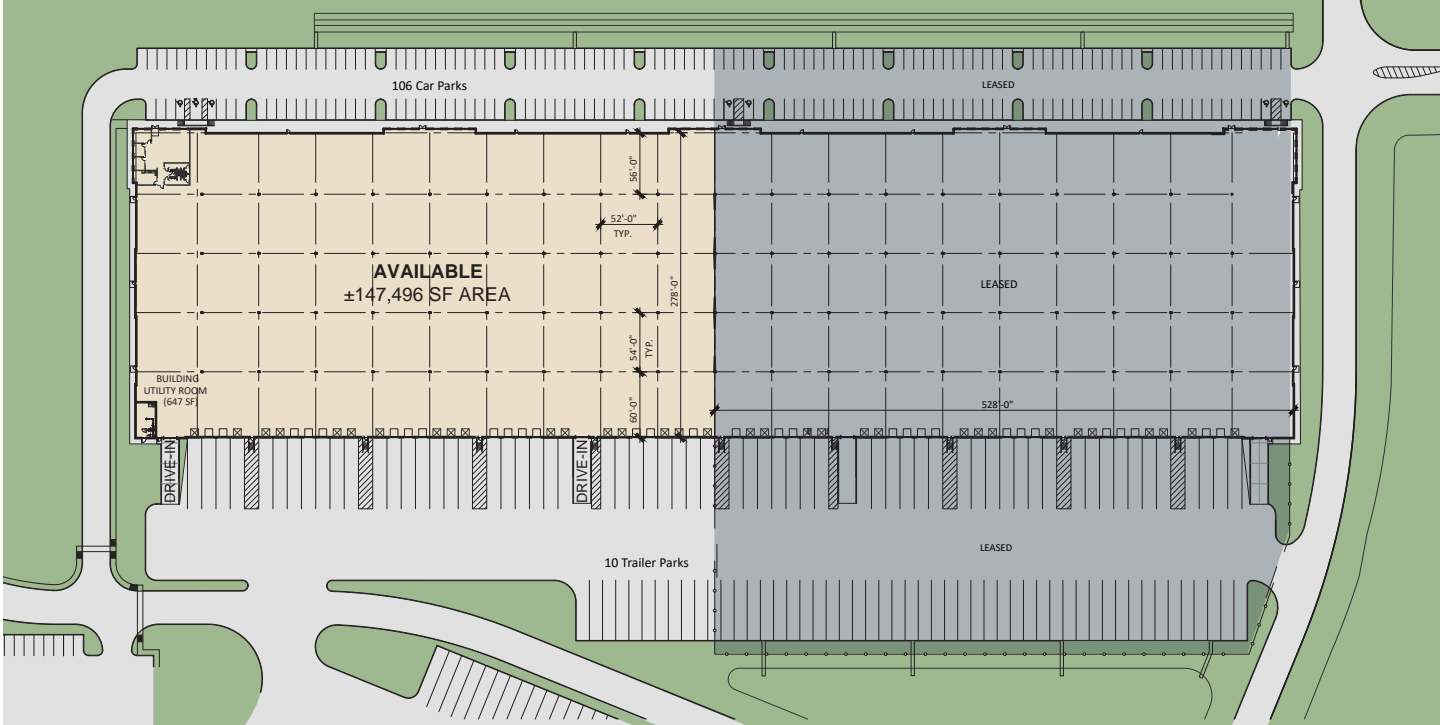 106 Car Parks
LEASED
56'-0"
52'-0"
TYP.
AVAILABLE
±147,496 SF AREA
278'-0"
LEASED
54'-0"
TYP.
BUILDING
UTILITY ROOM
(647 SF)
60'-0"
528'-0"
DRIVE-IN
DRIVE-IN
10 Trailer Parks
LEASED